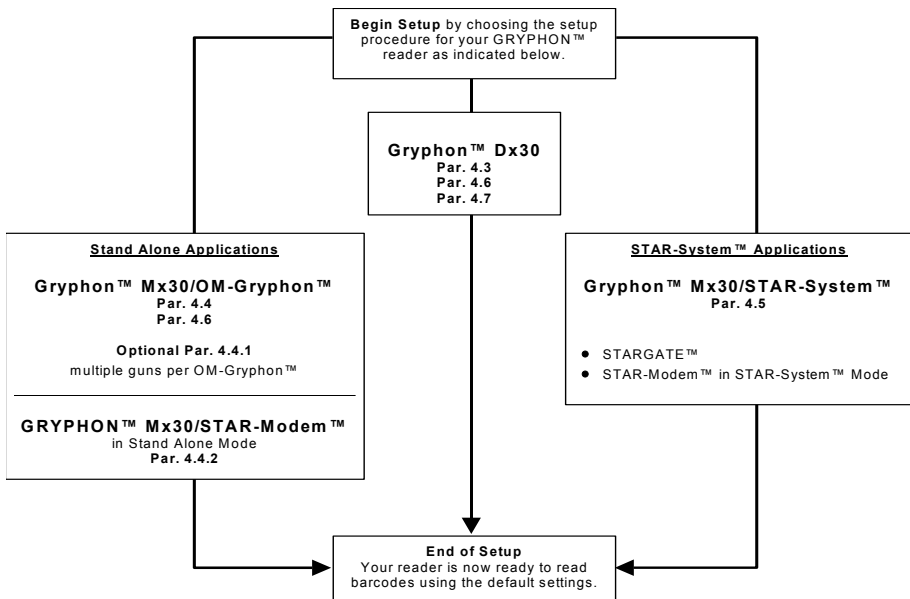 Begin Setup by choosing the setup
procedure for your GRYPHON™
reader as indicated below.
Gryphon™ Dx30
Par. 4.3
Par. 4.6
Par. 4.7
Stand Alone Applications
Gryphon™ Mx30/OM-Gryphon™
Par. 4.4
Par. 4.6
Optional Par. 4.4.1
multiple guns per OM-Gryphon™
GRYPHON™ Mx30/STAR-Modem™
in Stand Alone Mode
Par. 4.4.2
STAR-System™ Applications
Gryphon™ Mx30/STAR-System™
Par. 4.5
● STARGATE™
● STAR-Modem™ in STAR-System™ Mode
End of Setup
Your reader is now ready to read
barcodes using the default settings.